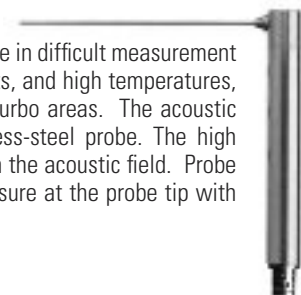 e in difficult measurement
ts, and high temperatures,
urbo areas. The acoustic
ess-steel probe. The high
the acoustic field. Probe
sure at the probe tip with